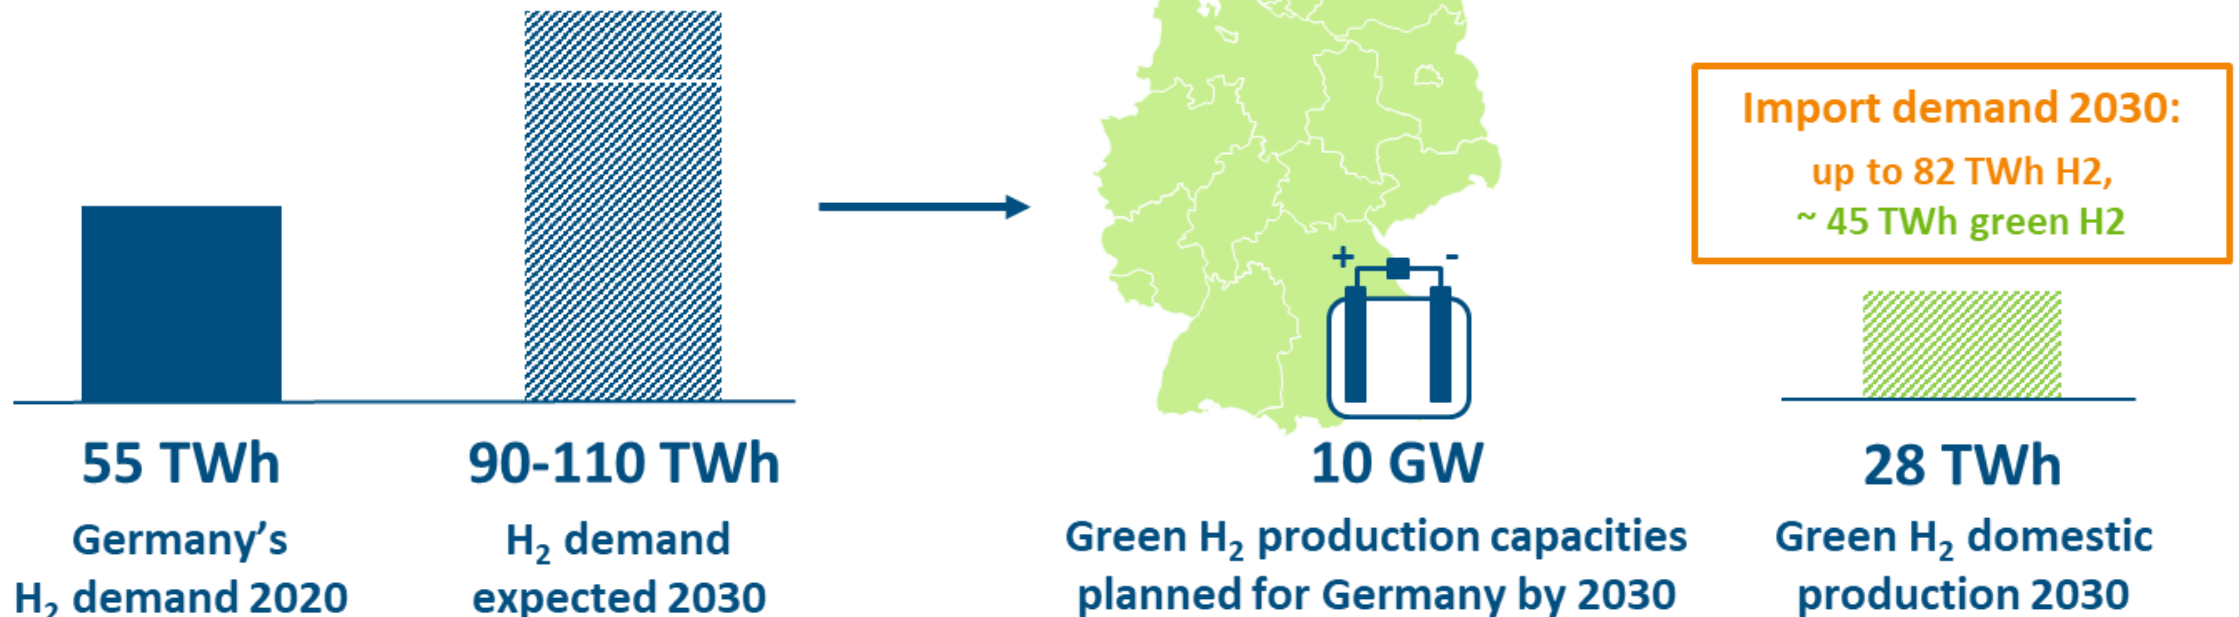 55 TWh
Germany's
H₂ demand 2020
90-110 TWh
H₂ demand
expected 2030
+ -
10 GW
Green H₂ production capacities
planned for Germany by 2030
Import demand 2030:
up to 82 TWh H2,
~ 45 TWh green H2
28 TWh
Green H₂ domestic
production 2030